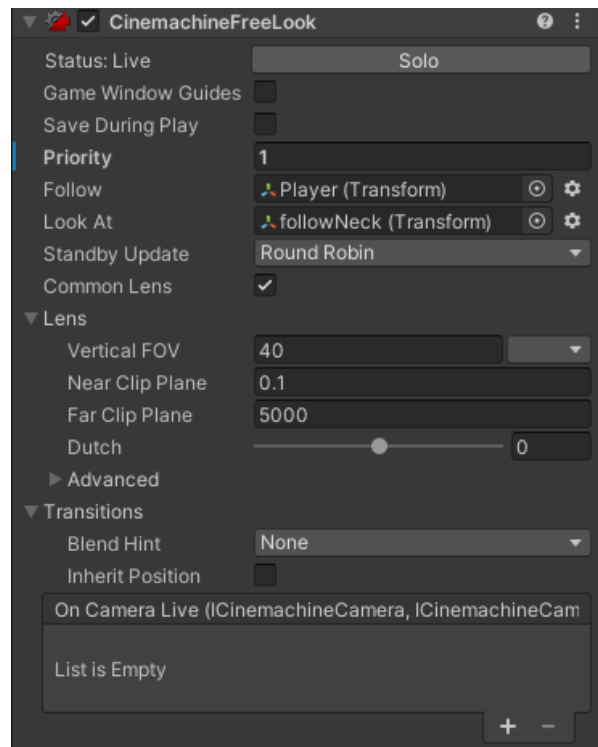 CinemachineFreeLook
Status: Live Solo
Game Window Guides
Save During Play
Priority 1
Follow Player (Transform)
Look At followNeck (Transform)
Standby Update Round Robin
Common Lens
Lens
Vertical FOV 40
Near Clip Plane 0.1
Far Clip Plane 5000
Dutch 0
Advanced
Transitions
Blend Hint None
Inherit Position
On Camera Live (ICinemachineCamera, ICinemachineCam
List is Empty